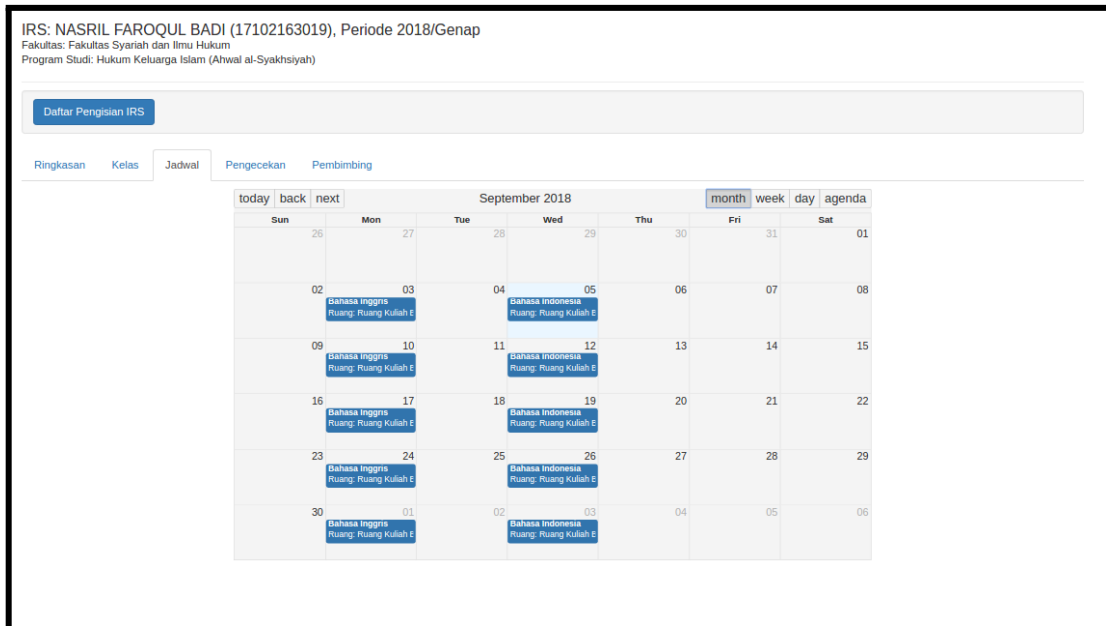 IRS: NASRIL FAROQUL BADI (17102163019), Periode 2018/Genap
Fakultas: Fakultas Syariah dan Ilmu Hukum
Program Studi: Hukum Keluarga Islam (Ahwal al-Syakhsiyah)
Daftar Pengisian IRS
Ringkasan Kelas Jadwal Pengecekan Pembimbing
today back next September 2018 month week day agenda
Sun Mon Tue Wed Thu Fri Sat
26 27 28 29 30 31 01
02 03 04 05 06 07 08
Bahasa Inggris Bahasa Indonesia
Ruang: Ruang Kuliah B Ruang: Ruang Kuliah B
09 10 11 12 13 14 15
Bahasa Inggris Bahasa Indonesia
Ruang: Ruang Kuliah B Ruang: Ruang Kuliah B
16 17 18 19 20 21 22
Bahasa Inggris Bahasa Indonesia
Ruang: Ruang Kuliah B Ruang: Ruang Kuliah B
23 24 25 26 27 28 29
Bahasa Inggris Bahasa Indonesia
Ruang: Ruang Kuliah B Ruang: Ruang Kuliah B
30 01 02 03 04 05 06
Bahasa Inggris Bahasa Indonesia
Ruang: Ruang Kuliah B Ruang: Ruang Kuliah B